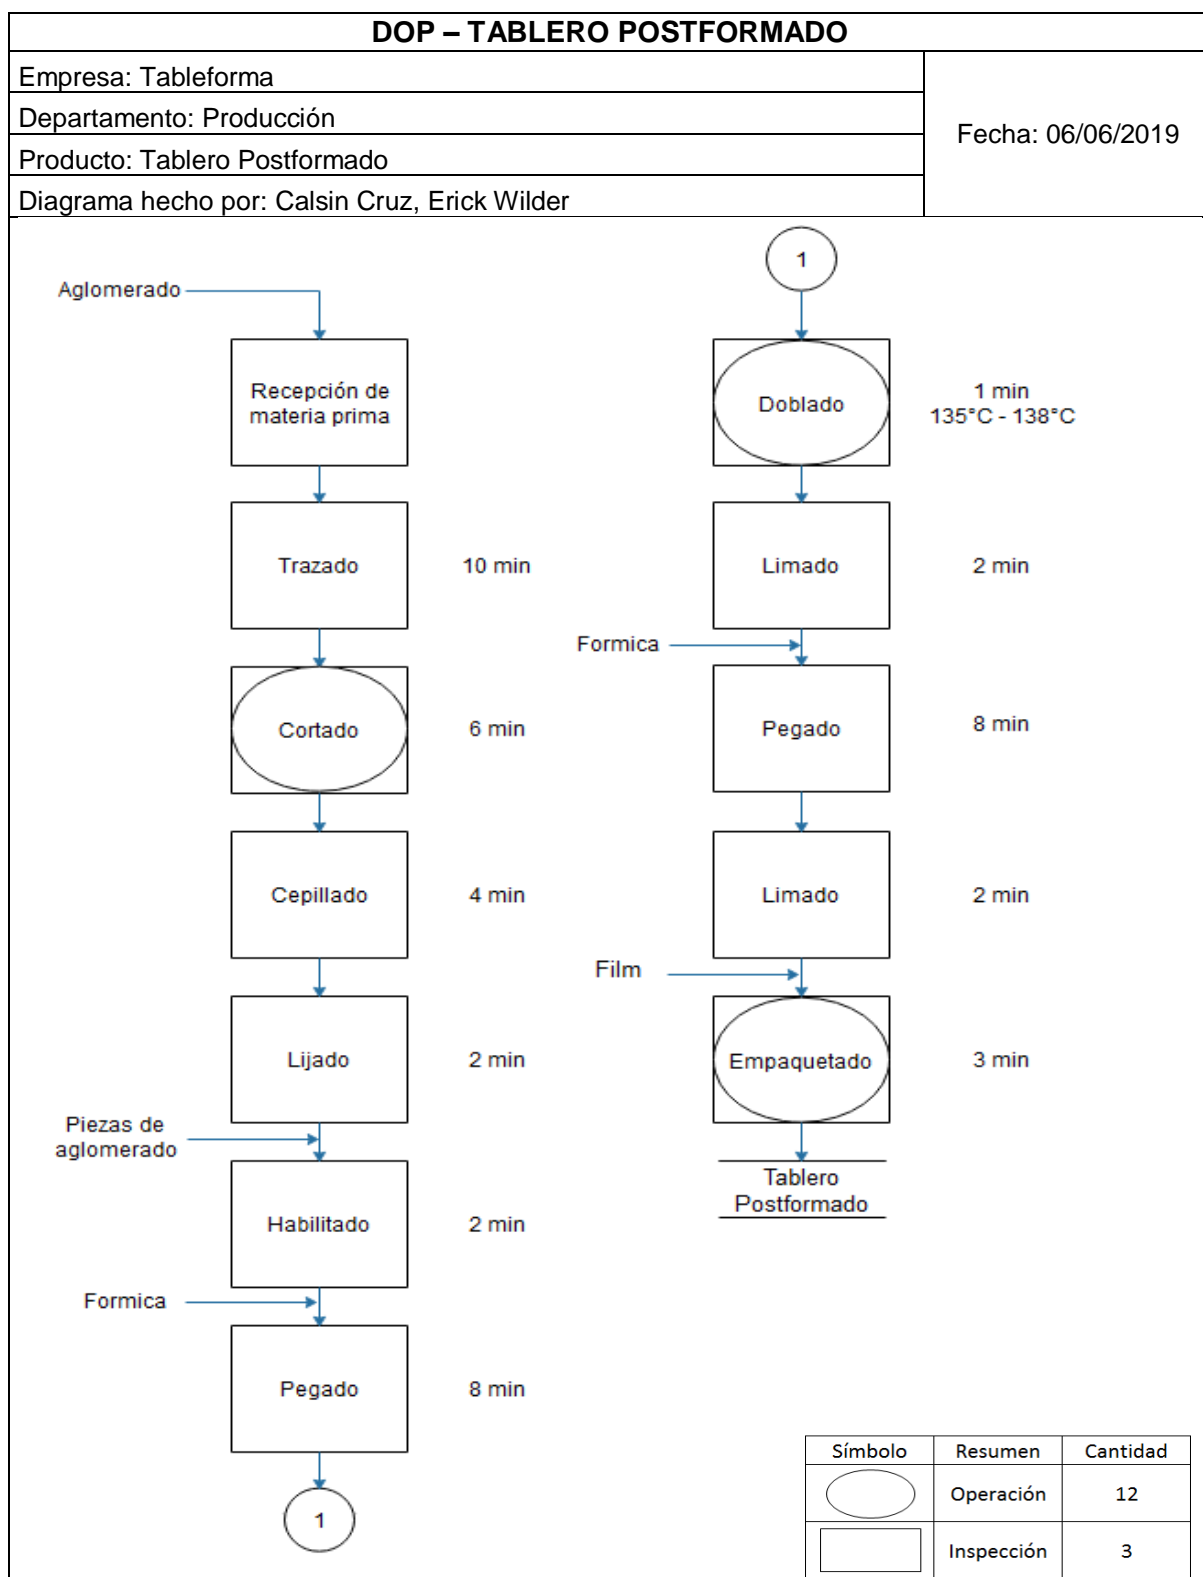 DOP – TABLERO POSTFORMADO
Empresa: Tableforma
Departamento: Producción
Producto: Tablero Postformado
Diagrama hecho por: Calsin Cruz, Erick Wilder
Fecha: 06/06/2019
Aglomerado
Recepción de
materia prima
Trazado
10 min
Cortado
6 min
Cepillado
4 min
Lijado
2 min
Piezas de
aglomerado
Habilitado
2 min
Formica
Pegado
8 min
1
1
Doblado
1 min
135°C - 138°C
Limado
2 min
Formica
Pegado
8 min
Limado
2 min
Film
Empaquetado
3 min
Tablero
Postformado
Símbolo Resumen Cantidad
Operación 12
Inspección 3